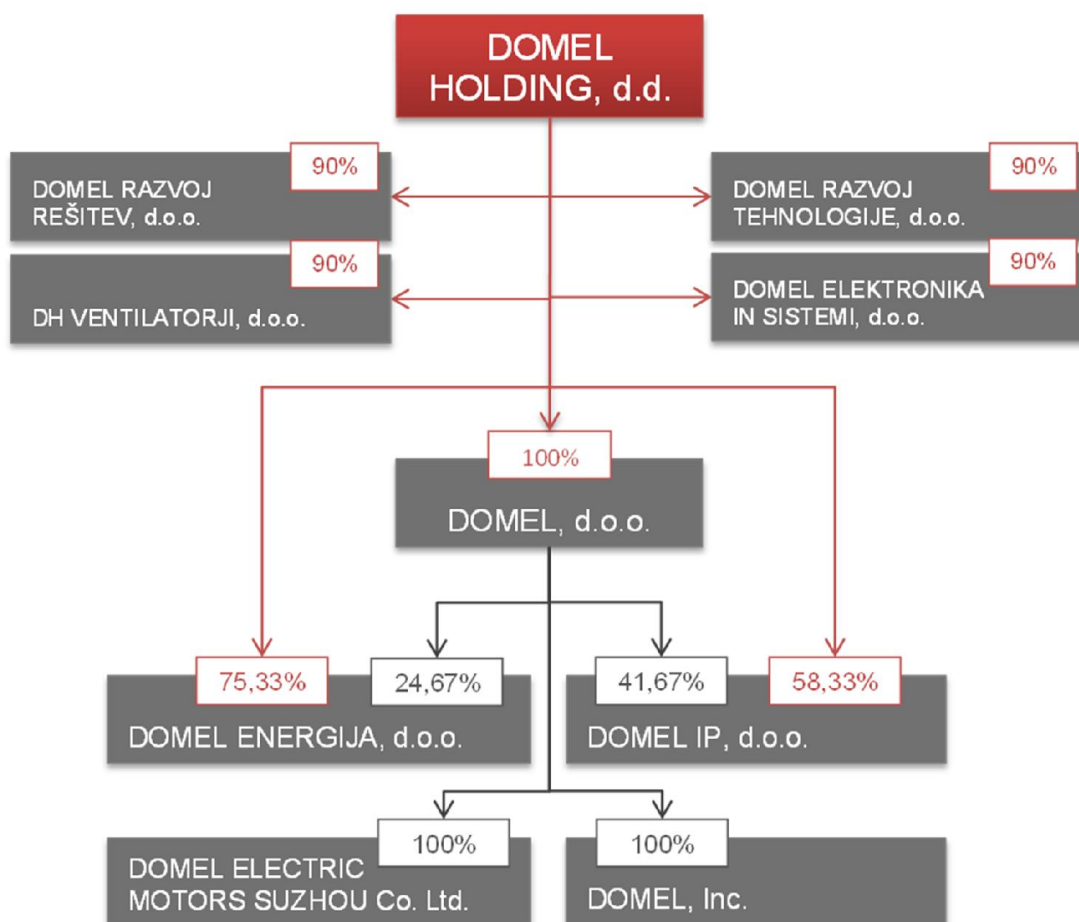 DOMEL
HOLDING, d.d.
90%
DOMEL RAZVOJ
REŠITEV, d.o.o.
90%
DOMEL RAZVOJ
TEHNOLOGIJE, d.o.o.
90%
DH VENTILATORJI, d.o.o.
90%
DOMEL ELEKTRONIKA
IN SISTEMI, d.o.o.
100%
DOMEL, d.o.o.
75,33%
24,67%
DOMEL ENERGIJA, d.o.o.
41,67%
58,33%
DOMEL IP, d.o.o.
100%
DOMEL ELECTRIC
MOTORS SUZHOU Co. Ltd.
100%
DOMEL, Inc.